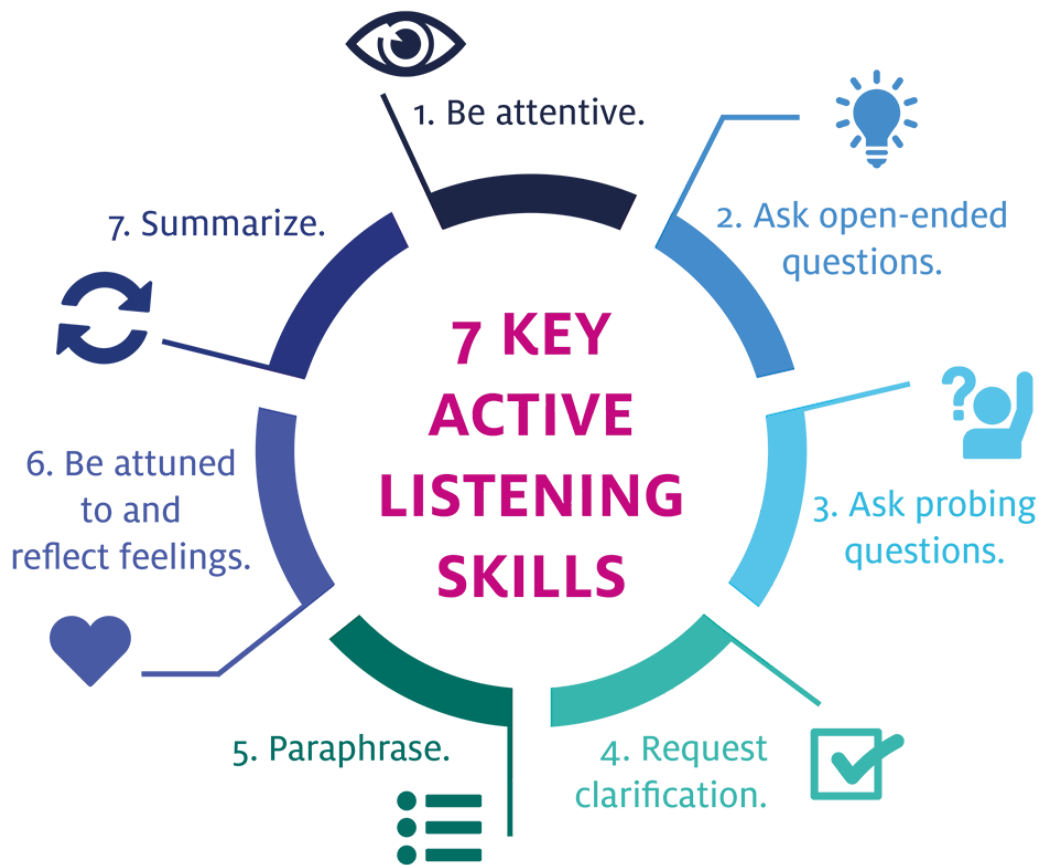 7 KEY
ACTIVE
LISTENING
SKILLS
1. Be attentive.
2. Ask open-ended
questions.
3. Ask probing
questions.
4. Request
clarification.
5. Paraphrase.
6. Be attuned
to and
reflect feelings.
7. Summarize.